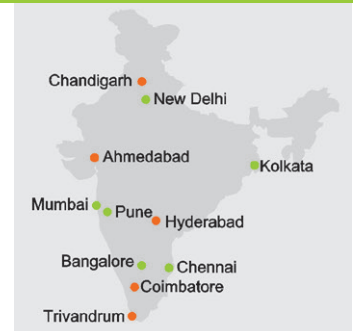 Chandigarh
New Delhi
Ahmedabad
Kolkata
Mumbai
Pune
Hyderabad
Bangalore
Chennai
Coimbatore
Trivandrum